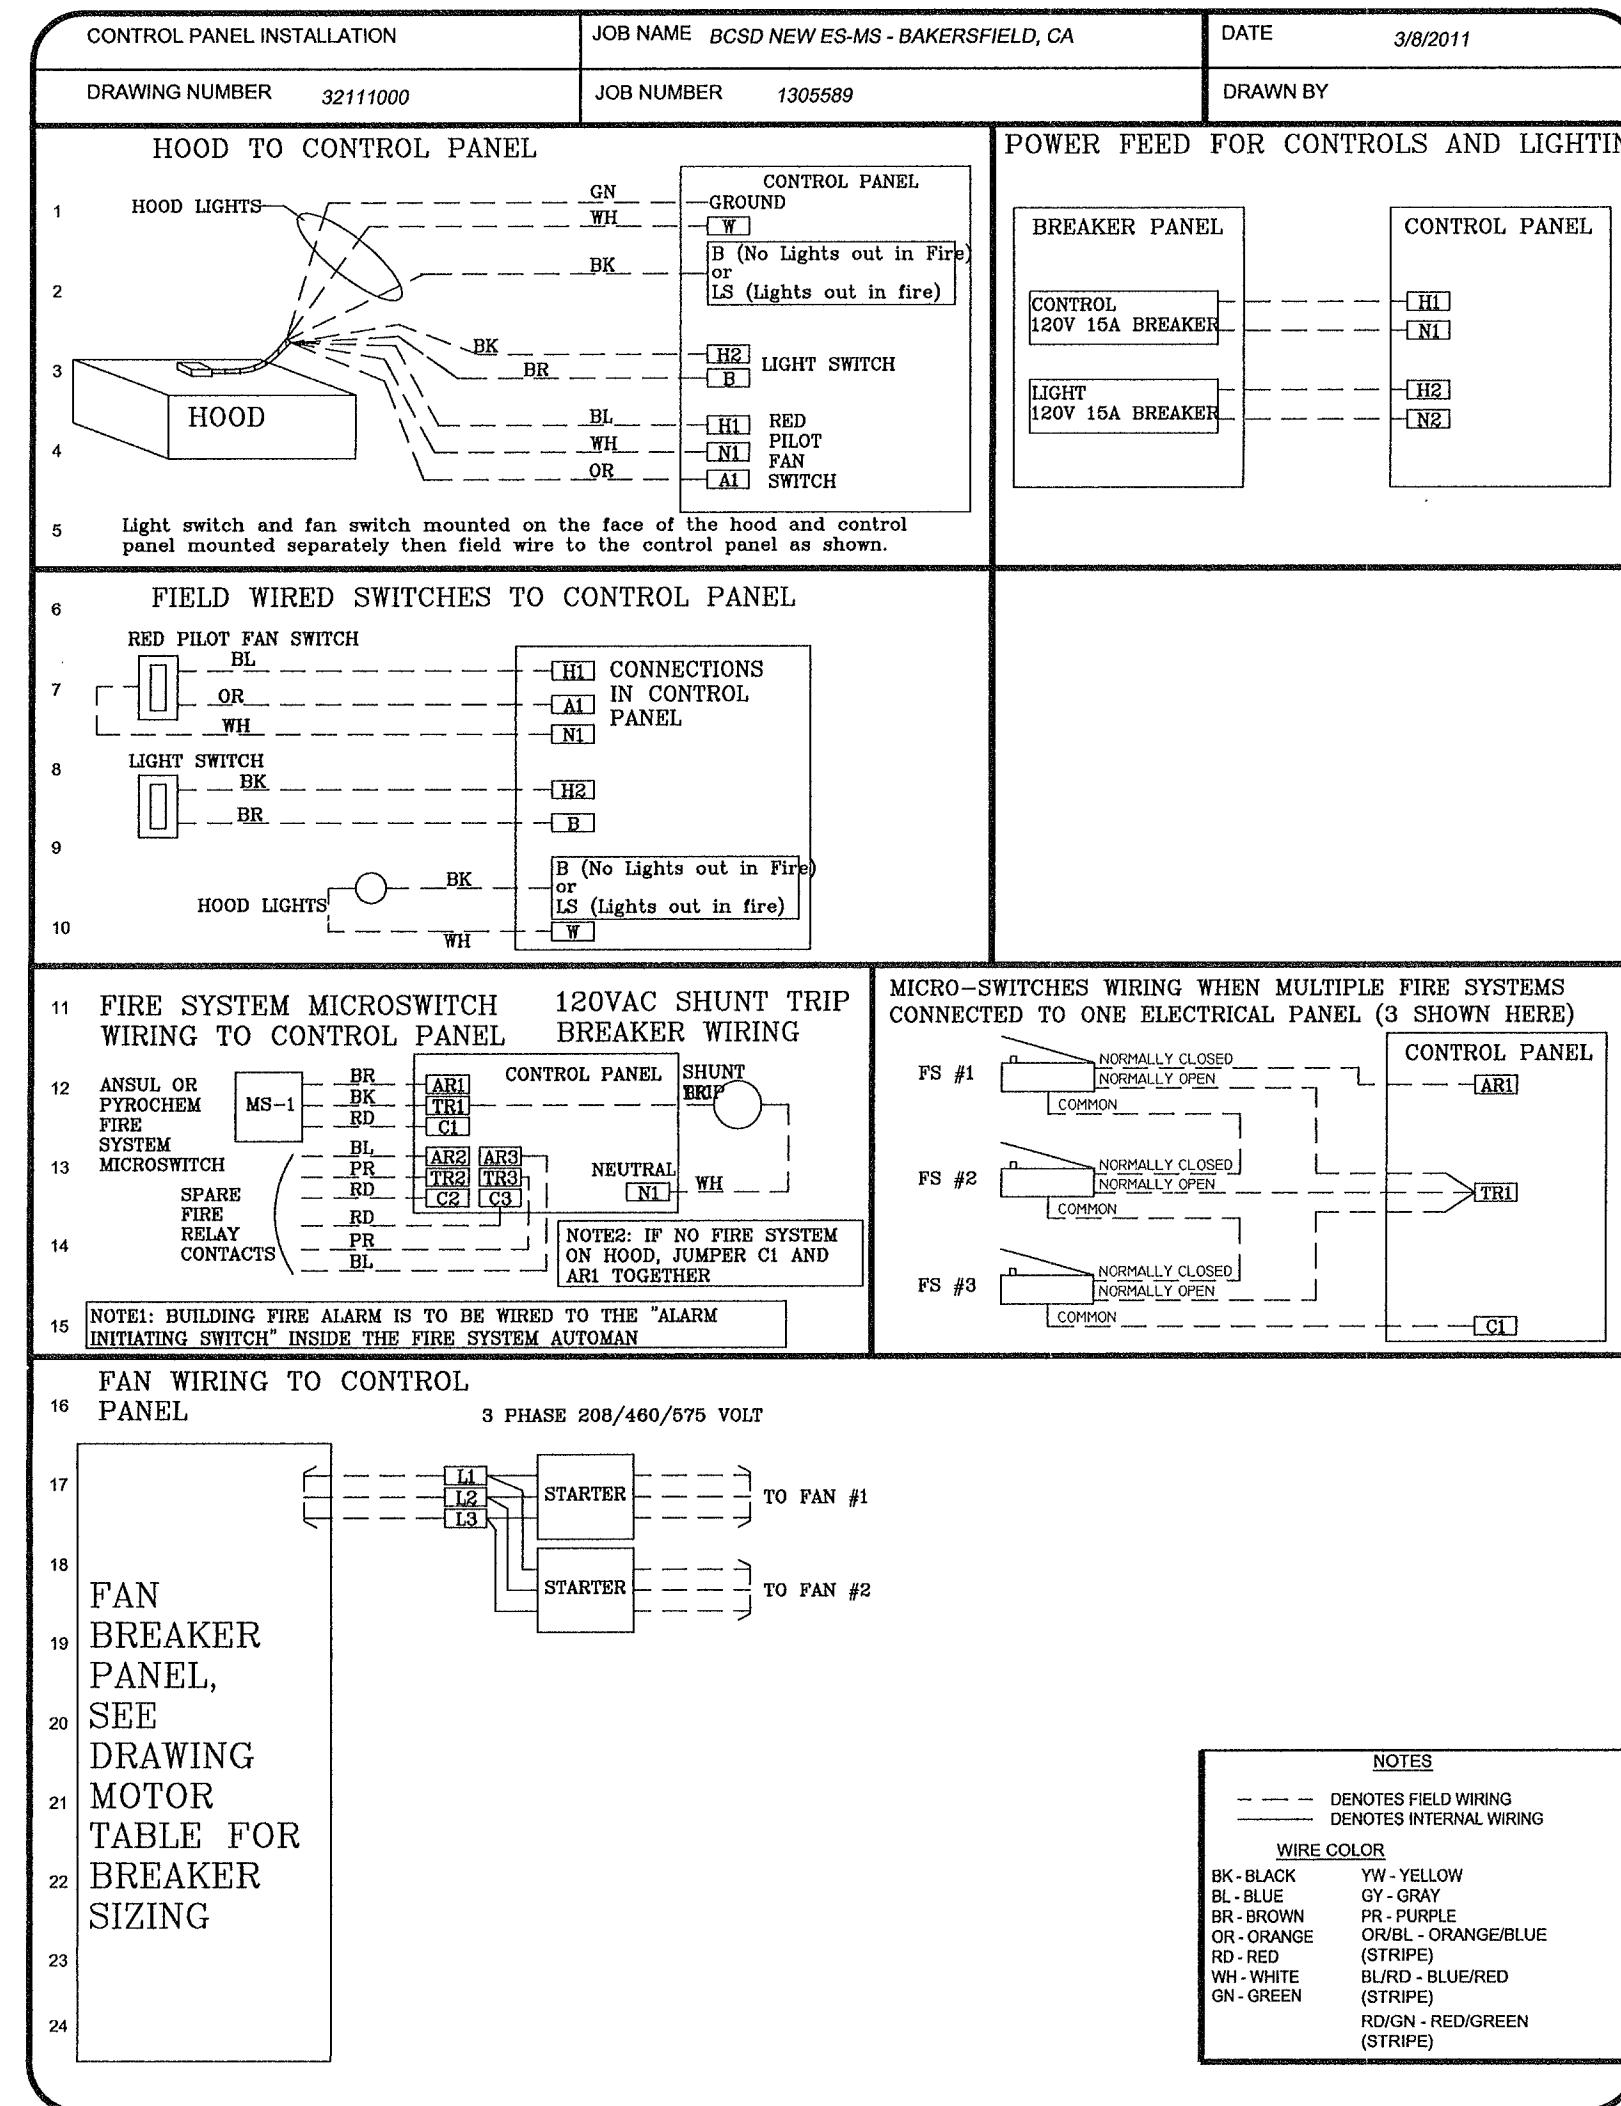 CONTROL PANEL INSTALLATION
JOB NAME BCSD NEW ES-MS - BAKERSFIELD, CA
DATE 3/8/2011
DRAWING NUMBER 32111000
JOB NUMBER 1305589
DRAWN BY
HOOD TO CONTROL PANEL
1
HOOD LIGHTS
GN
WH
BK
CONTROL PANEL
GROUND
W
B (No Lights out in Fire)
or
LS (Lights out in fire)
2
3
BK
BR
H2
B
LIGHT SWITCH
HOOD
4
BL
WH
OR
H1
N1
A1
RED
PILOT
FAN
SWITCH
5
Light switch and fan switch mounted on the face of the hood and control
panel mounted separately then field wire to the control panel as shown.
POWER FEED FOR CONTROLS AND LIGHTIN
BREAKER PANEL
CONTROL PANEL
CONTROL
120V 15A BREAKER
H1
N1
LIGHT
120V 15A BREAKER
H2
N2
6
FIELD WIRED SWITCHES TO CONTROL PANEL
RED PILOT FAN SWITCH
7
BL
OR
WH
H1
A1
N1
CONNECTIONS
IN CONTROL
PANEL
8
LIGHT SWITCH
BK
BR
H2
B
9
HOOD LIGHTS
BK
B (No Lights out in Fire)
or
LS (Lights out in fire)
10
WH
W
11
FIRE SYSTEM MICROSWITCH
WIRING TO CONTROL PANEL
120VAC SHUNT TRIP
BREAKER WIRING
12
ANSUL OR
PYROCHEM
FIRE
SYSTEM
MICROSWITCH
MS-1
BR
BK
RD
AR1
TR1
C1
CONTROL PANEL
SHUNT
TRIP
13
BL
PR
RD
AR2
AR3
TR2
TR3
C2
C3
NEUTRAL
N1
WH
SPARE
FIRE
RELAY
CONTACTS
14
RD
PR
BL
NOTE2: IF NO FIRE SYSTEM
ON HOOD, JUMPER C1 AND
AR1 TOGETHER
15
NOTE1: BUILDING FIRE ALARM IS TO BE WIRED TO THE "ALARM
INITIATING SWITCH" INSIDE THE FIRE SYSTEM AUTOMAN
MICRO-SWITCHES WIRING WHEN MULTIPLE FIRE SYSTEMS
CONNECTED TO ONE ELECTRICAL PANEL (3 SHOWN HERE)
FS #1
NORMALLY CLOSED
NORMALLY OPEN
COMMON
CONTROL PANEL
AR1
FS #2
NORMALLY CLOSED
NORMALLY OPEN
COMMON
TR1
FS #3
NORMALLY CLOSED
NORMALLY OPEN
COMMON
C1
FAN WIRING TO CONTROL
PANEL
16
3 PHASE 208/460/575 VOLT
17
L1
L2
L3
STARTER
TO FAN #1
18
STARTER
TO FAN #2
FAN
BREAKER
PANEL,
SEE
DRAWING
MOTOR
TABLE FOR
BREAKER
SIZING
19
20
21
22
23
24
NOTES
DENOTES FIELD WIRING
DENOTES INTERNAL WIRING
WIRE COLOR
BK - BLACK
BL - BLUE
BR - BROWN
OR - ORANGE
RD - RED
WH - WHITE
GN - GREEN
YW - YELLOW
GY - GRAY
PR - PURPLE
OR/BL - ORANGE/BLUE
(STRIPE)
BL/RD - BLUE/RED
(STRIPE)
RD/GN - RED/GREEN
(STRIPE)